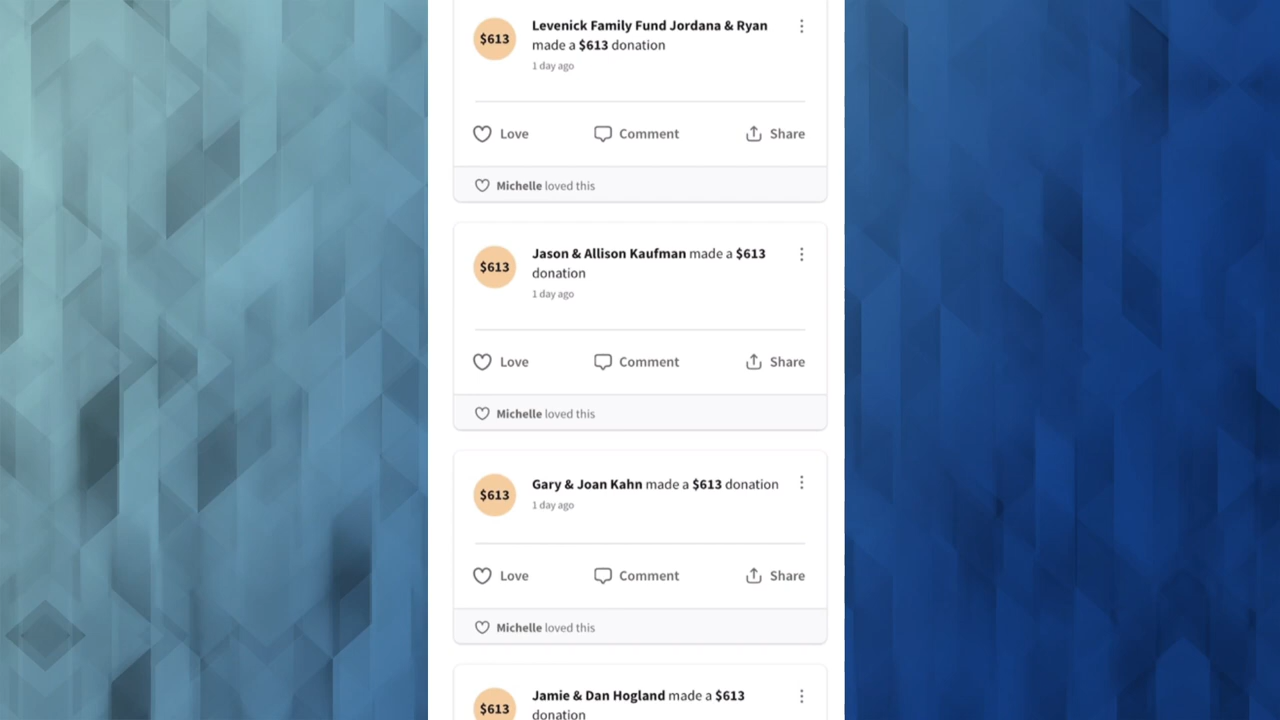 $613
Levenick Family Fund Jordana & Ryan
made a $613 donation
1 day ago
Love
Comment
Share
Michelle loved this
$613
Jason & Allison Kaufman made a $613
donation
1 day ago
Love
Comment
Share
Michelle loved this
$613
Gary & Joan Kahn made a $613 donation
1 day ago
Love
Comment
Share
Michelle loved this
$613
Jamie & Dan Hogland made a $613
donation